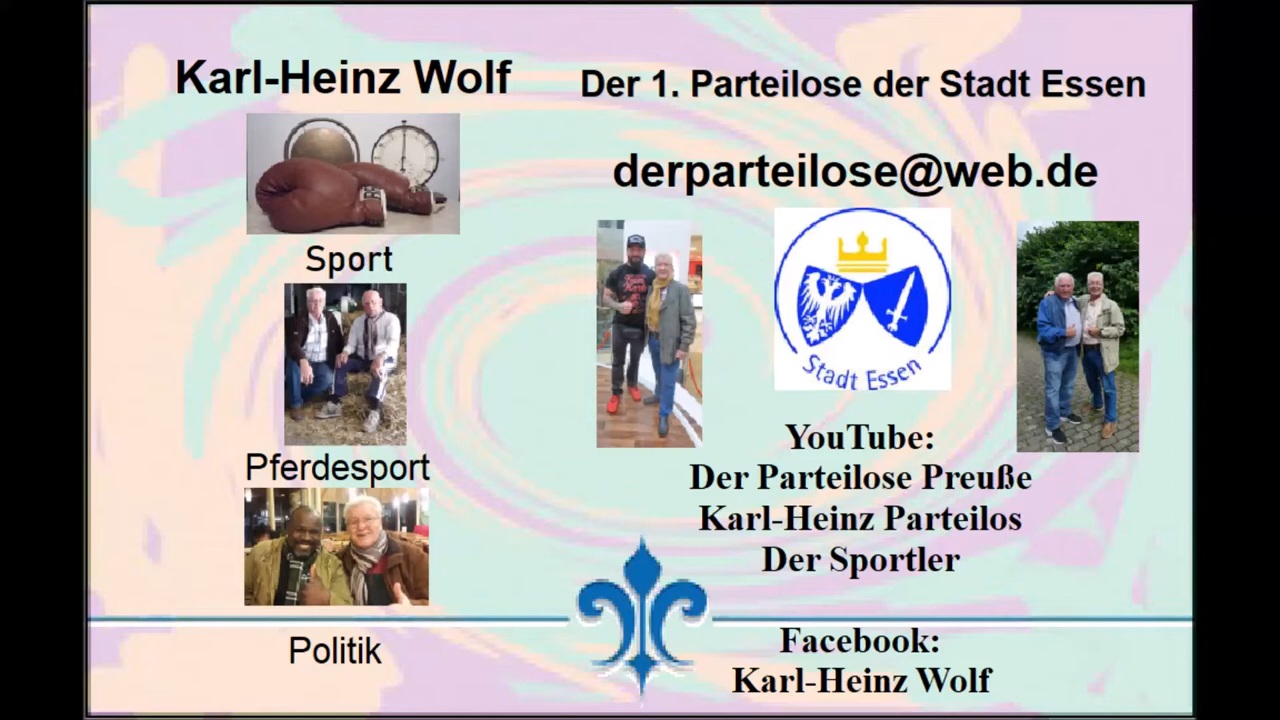 Karl-Heinz Wolf
Der 1. Parteilose der Stadt Essen
derparteilose@web.de
Sport
Pferdesport
Politik
Stadt Essen
YouTube:
Der Parteilose Preuße
Karl-Heinz Parteilos
Der Sportler
Facebook:
Karl-Heinz Wolf